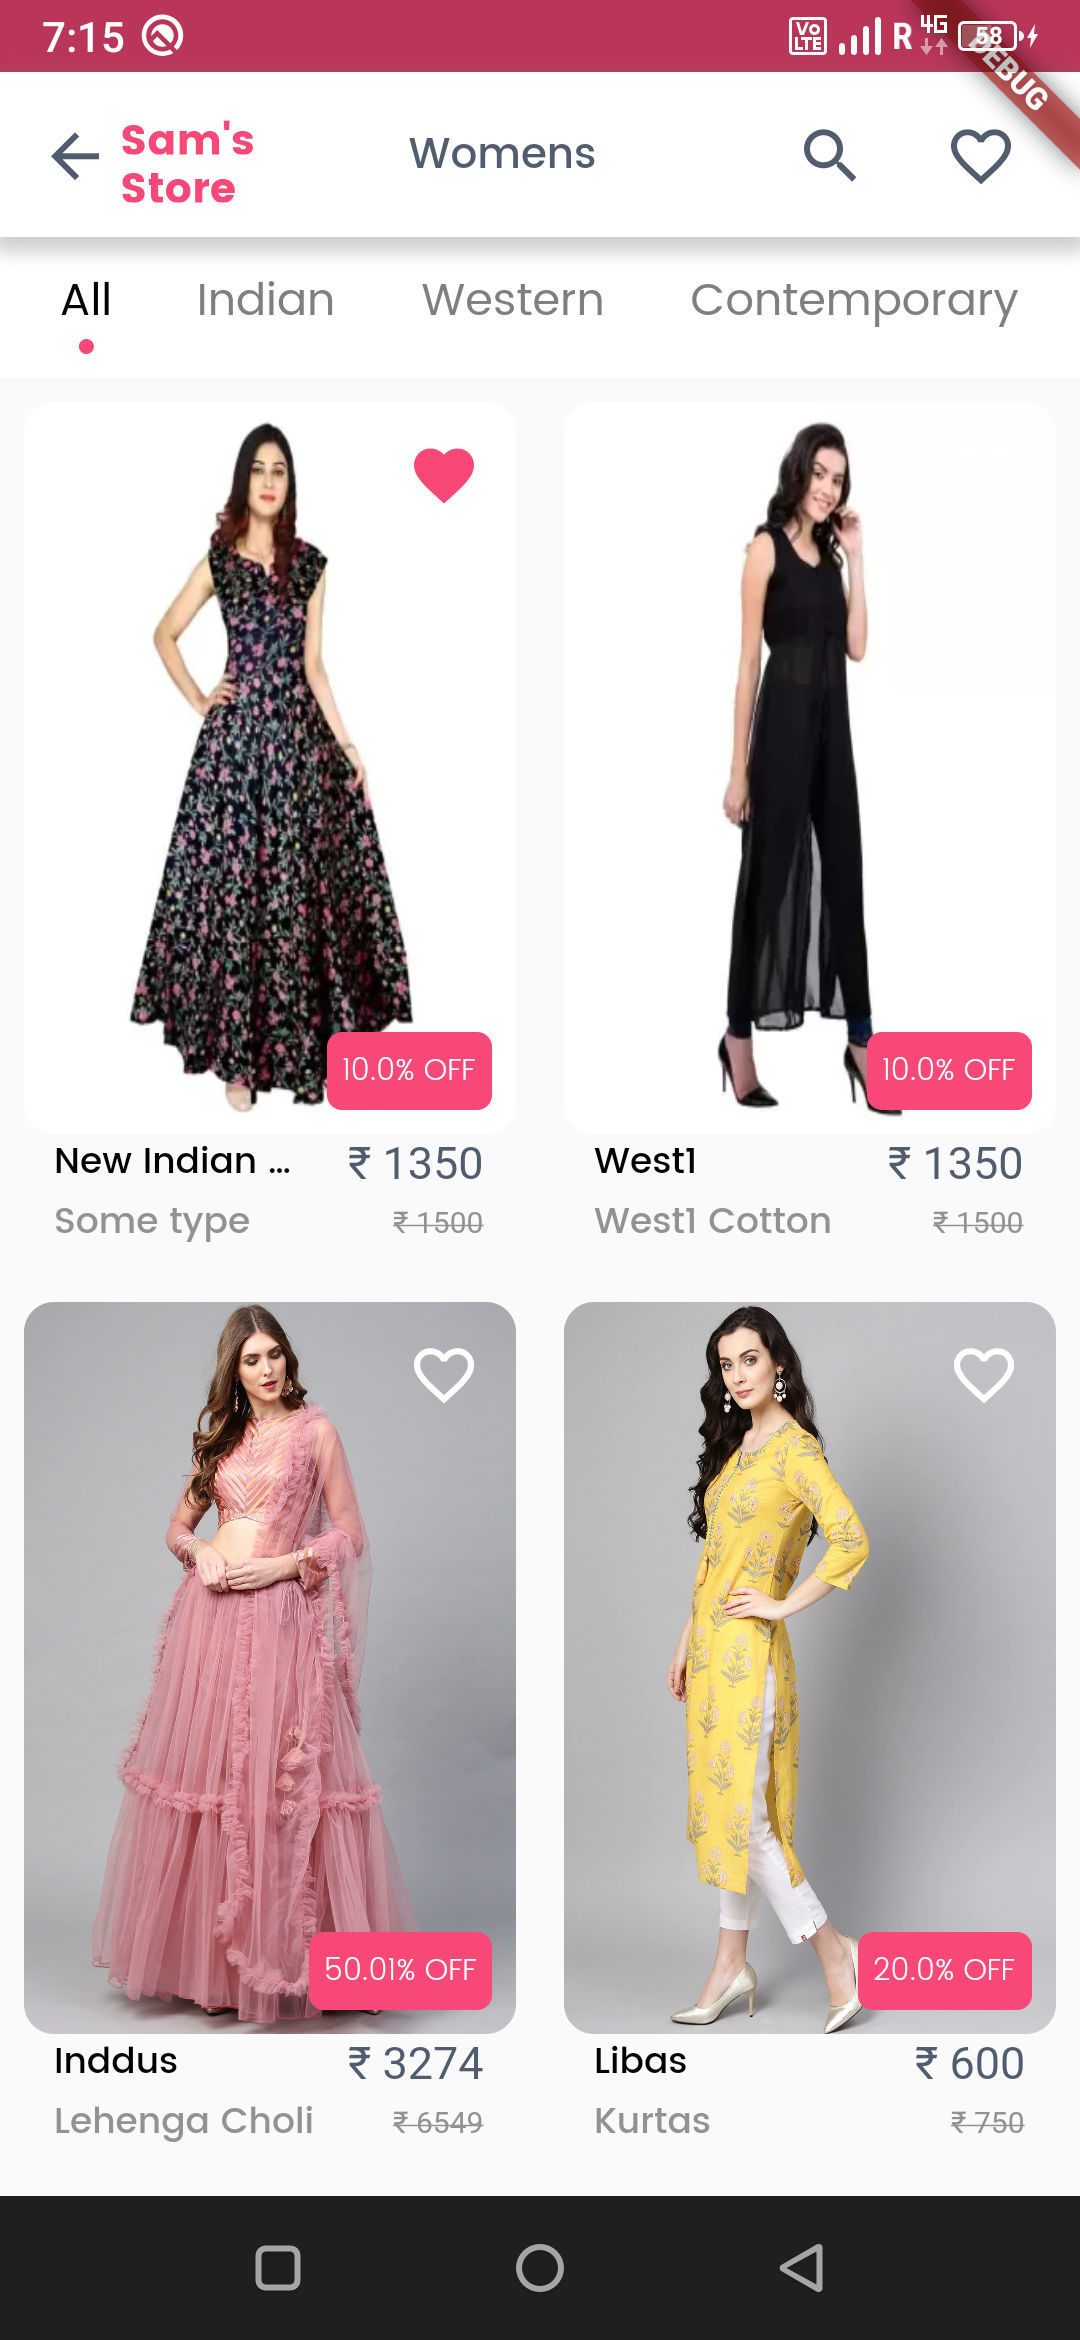 7:15
VoLTE R 4G 58
DEBUG
Sam's
Store
Womens
All Indian Western Contemporary
10.0% OFF 10.0% OFF
New Indian ... ₹ 1350 West1 ₹ 1350
Some type ₹ 1500 West1 Cotton ₹ 1500
50.01% OFF 20.0% OFF
Inddus ₹ 3274 Libas ₹ 600
Lehenga Choli ₹ 6549 Kurtas ₹ 750